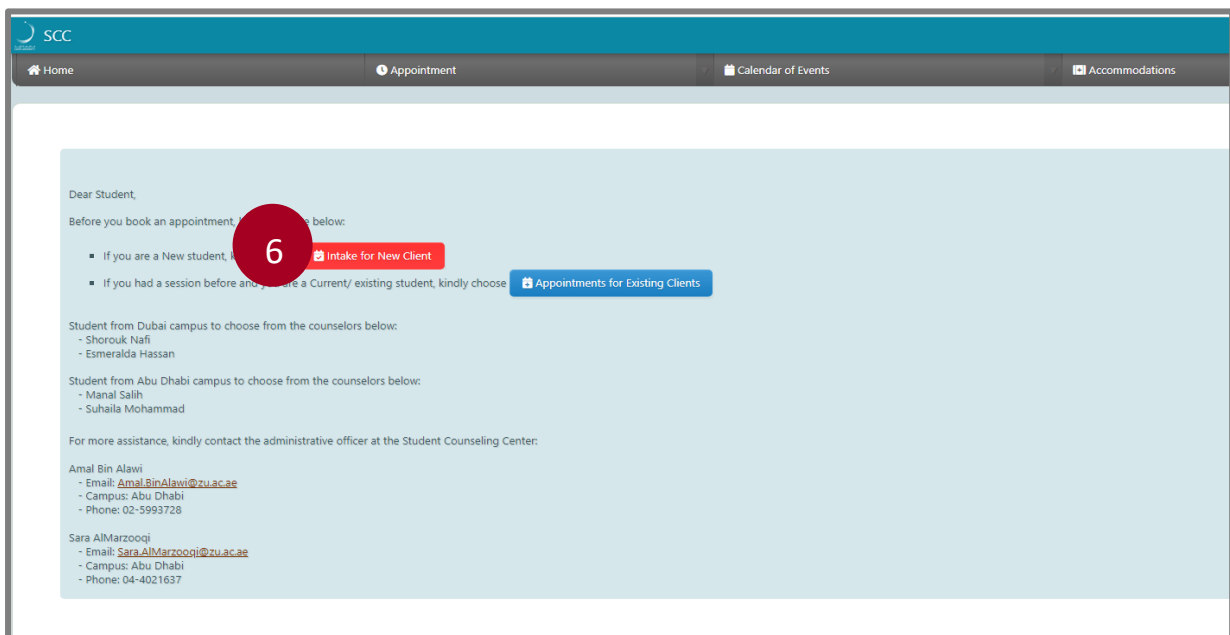 SCC
Home Appointment Calendar of Events Accommodations
Dear Student,
Before you book an appointment, below:
If you are a New student, Intake for New Client
If you had a session before and you are a Current/ existing student, kindly choose Appointments for Existing Clients
6
Student from Dubai campus to choose from the counselors below:
- Shorouk Nafi
- Esmeralda Hassan
Student from Abu Dhabi campus to choose from the counselors below:
- Manal Salih
- Suhaila Mohammad
For more assistance, kindly contact the administrative officer at the Student Counseling Center:
Amal Bin Alawi
- Email: Amal.BinAlawi@zu.ac.ae
- Campus: Abu Dhabi
- Phone: 02-5993728
Sara AlMarzooqi
- Email: Sara.AlMarzooqi@zu.ac.ae
- Campus: Abu Dhabi
- Phone: 04-4021637